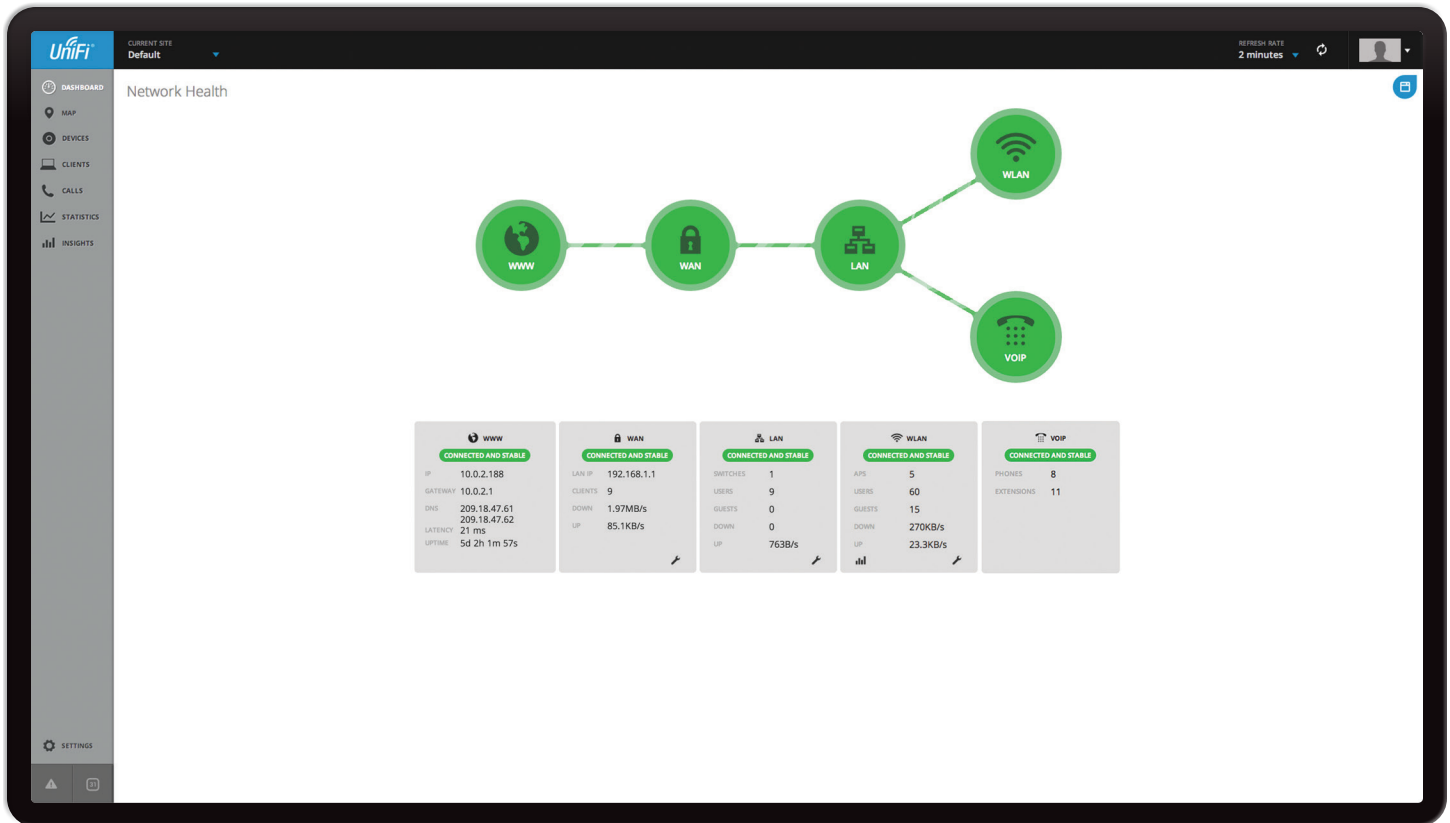 UniFi
CURRENT SITE
Default
REFRESH RATE
2 minutes
DASHBOARD
MAP
DEVICES
CLIENTS
CALLS
STATISTICS
INSIGHTS
SETTINGS
Network Health
WWW
WAN
LAN
WLAN
VOIP
WWW
CONNECTED AND STABLE
IP 10.0.2.188
GATEWAY 10.0.2.1
DNS 209.18.47.61
209.18.47.62
LATENCY 21 ms
UPTIME 5d 2h 1m 57s
WAN
CONNECTED AND STABLE
LAN IP 192.168.1.1
CLIENTS 9
DOWN 1.97MB/s
UP 85.1KB/s
LAN
CONNECTED AND STABLE
SWITCHES 1
USERS 9
GUESTS 0
DOWN 0
UP 763B/s
WLAN
CONNECTED AND STABLE
APS 5
USERS 60
GUESTS 15
DOWN 270KB/s
UP 23.3KB/s
VOIP
CONNECTED AND STABLE
PHONES 8
EXTENSIONS 11